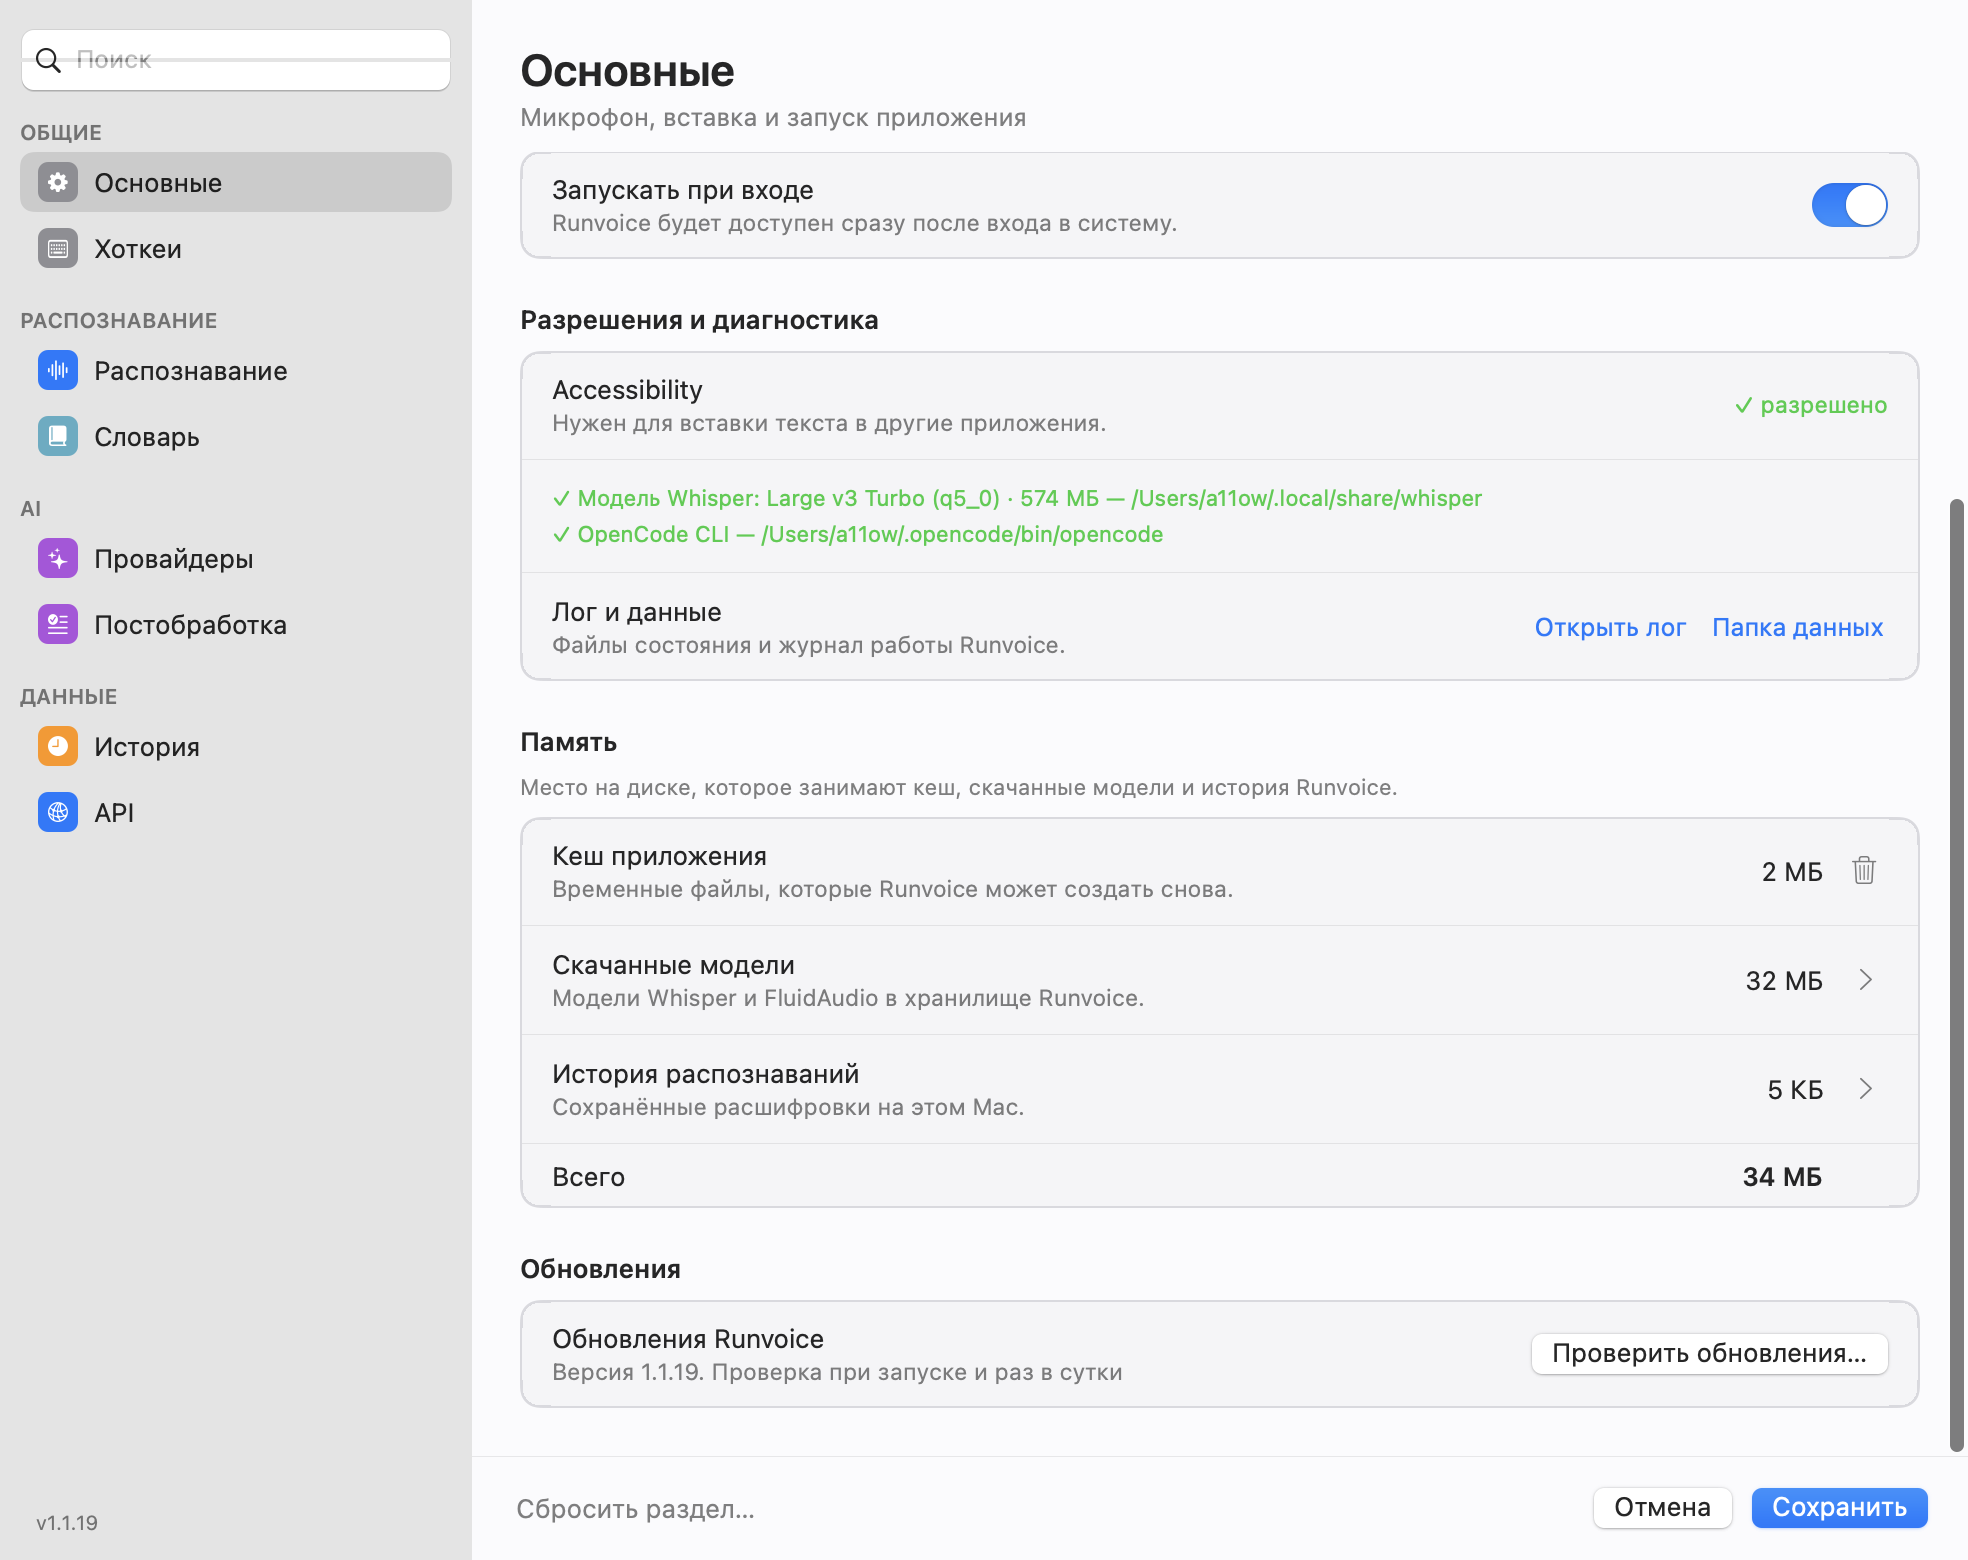 Поиск
ОБЩИЕ
Основные
Хоткеи
РАСПОЗНАВАНИЕ
Распознавание
Словарь
AI
Провайдеры
Постобработка
ДАННЫЕ
История
API
v1.1.19
Основные
Микрофон, вставка и запуск приложения
Запускать при входе
Runvoice будет доступен сразу после входа в систему.
Разрешения и диагностика
Accessibility
Нужен для вставки текста в другие приложения.
✓ разрешено
✓ Модель Whisper: Large v3 Turbo (q5_0) · 574 МБ — /Users/a11ow/.local/share/whisper
✓ OpenCode CLI — /Users/a11ow/.opencode/bin/opencode
Лог и данные
Файлы состояния и журнал работы Runvoice.
Открыть лог Папка данных
Память
Место на диске, которое занимают кеш, скачанные модели и история Runvoice.
Кеш приложения
Временные файлы, которые Runvoice может создать снова.
2 МБ
Скачанные модели
Модели Whisper и FluidAudio в хранилище Runvoice.
32 МБ
История распознаваний
Сохранённые расшифровки на этом Mac.
5 КБ
Всего 34 МБ
Обновления
Обновления Runvoice
Версия 1.1.19. Проверка при запуске и раз в сутки
Проверить обновления...
Сбросить раздел...
Отмена Сохранить